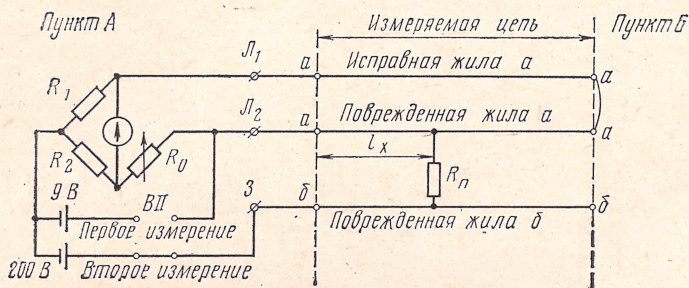 Пункт А
Измеряемая цепь
Пункт Б
Л₁
а
Исправная жила а
а
R₁
Л₂
а
Поврежденная жила а
а
R₂
R₀
lₓ
Rп
9 В
ВП
З
б
Поврежденная жила б
б
Первое измерение
200 В
Второе измерение